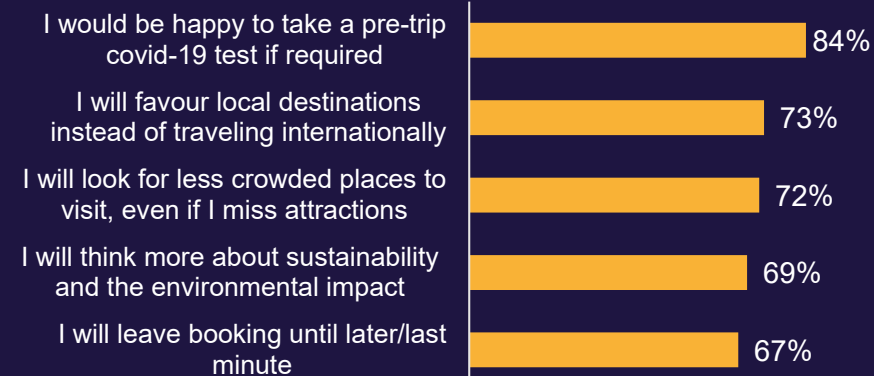 I would be happy to take a pre-trip
covid-19 test if required
84%
I will favour local destinations
instead of traveling internationally
73%
I will look for less crowded places to
visit, even if I miss attractions
72%
I will think more about sustainability
and the environmental impact
69%
I will leave booking until later/last
minute
67%